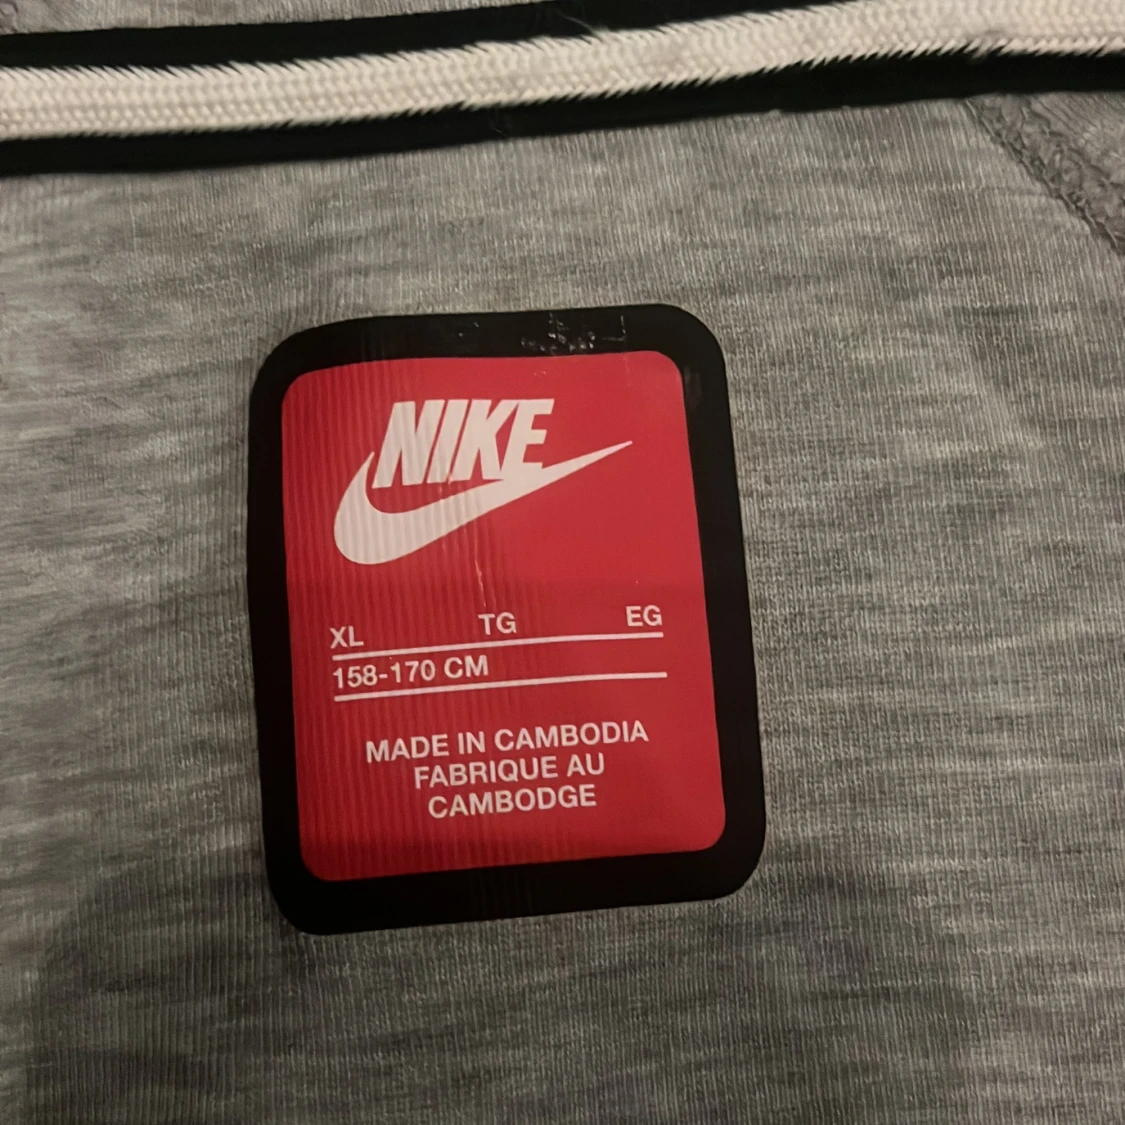 NIKE
XL TG EG
158-170 CM
MADE IN CAMBODIA
FABRIQUE AU
CAMBODGE